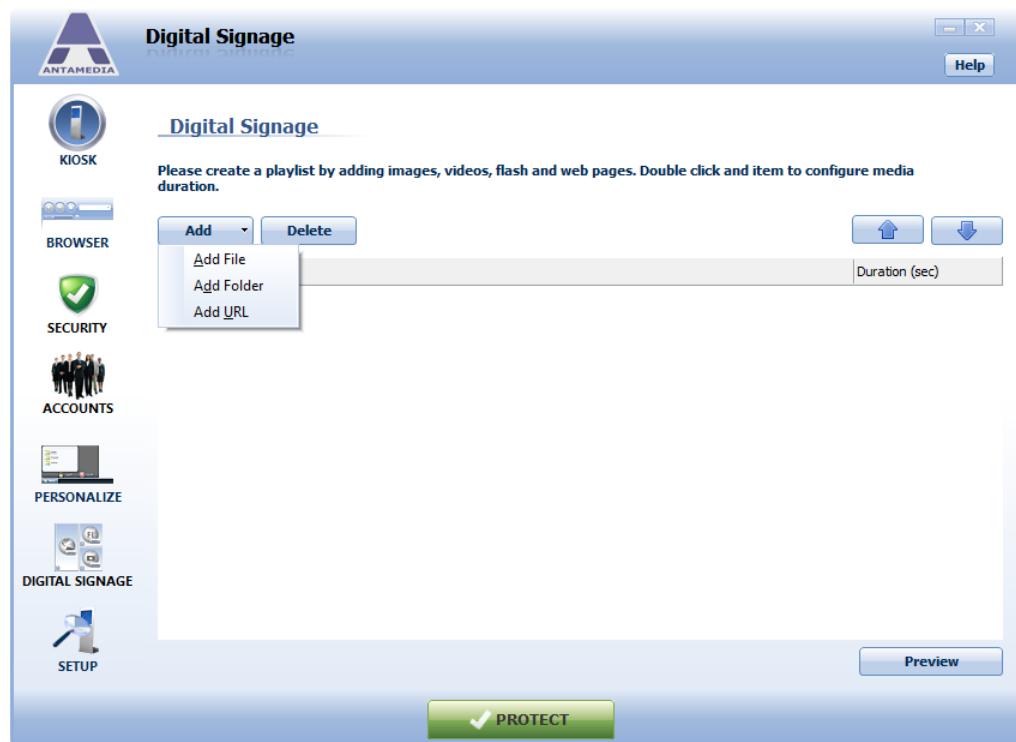 Digital Signage
ANTAMEDIA
Help
KIOSK
BROWSER
SECURITY
ACCOUNTS
PERSONALIZE
DIGITAL SIGNAGE
SETUP
Digital Signage
Please create a playlist by adding images, videos, flash and web pages. Double click and item to configure media
duration.
Add
Delete
Add File
Add Folder
Add URL
Duration (sec)
Preview
PROTECT